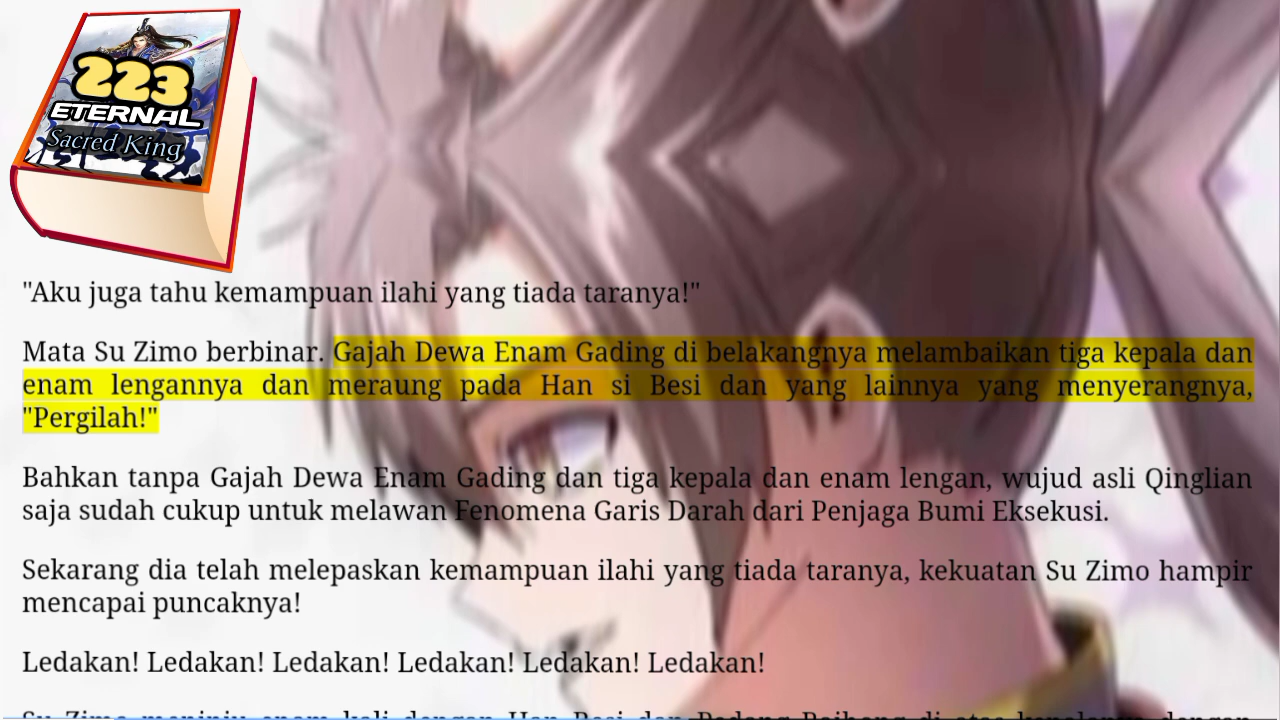 223
ETERNAL
Sacred King
"Aku juga tahu kemampuan ilahi yang tiada taranya!"
Mata Su Zimo berbinar. Gajah Dewa Enam Gading di belakangnya melambaikan tiga kepala dan
enam lengannya dan meraung pada Han si Besi dan yang lainnya yang menyerangnya,
"Pergilah!"
Bahkan tanpa Gajah Dewa Enam Gading dan tiga kepala dan enam lengan, wujud asli Qinglian
saja sudah cukup untuk melawan Fenomena Garis Darah dari Penjaga Bumi Eksekusi.
Sekarang dia telah melepaskan kemampuan ilahi yang tiada taranya, kekuatan Su Zimo hampir
mencapai puncaknya!
Ledakan! Ledakan! Ledakan! Ledakan! Ledakan! Ledakan!